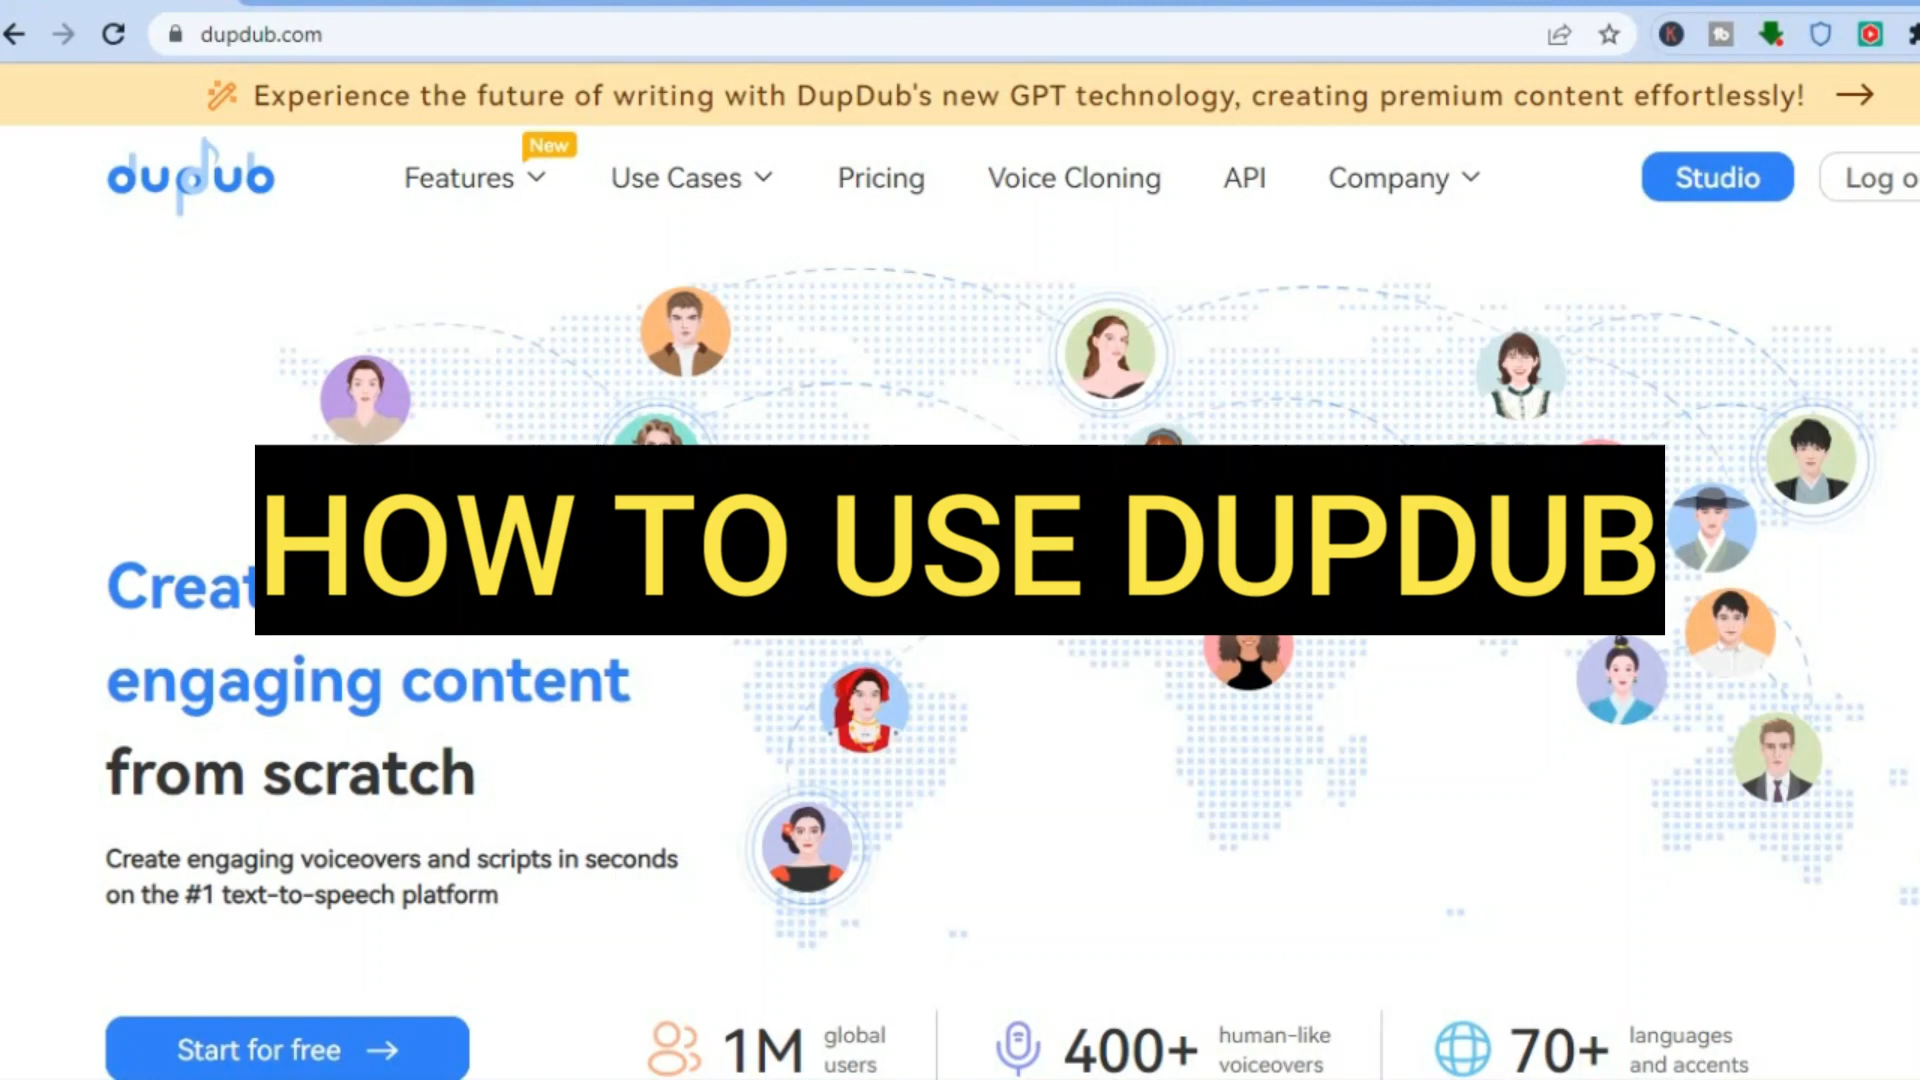 dupdub.com
Experience the future of writing with DupDub's new GPT technology, creating premium content effortlessly!
dupdub
Features New
Use Cases
Pricing
Voice Cloning
API
Company
Studio
Log o
HOW TO USE DUPDUB
Creat
engaging content
from scratch
Create engaging voiceovers and scripts in seconds
on the #1 text-to-speech platform
Start for free
1M global
users
400+ human-like
voiceovers
70+ languages
and accents